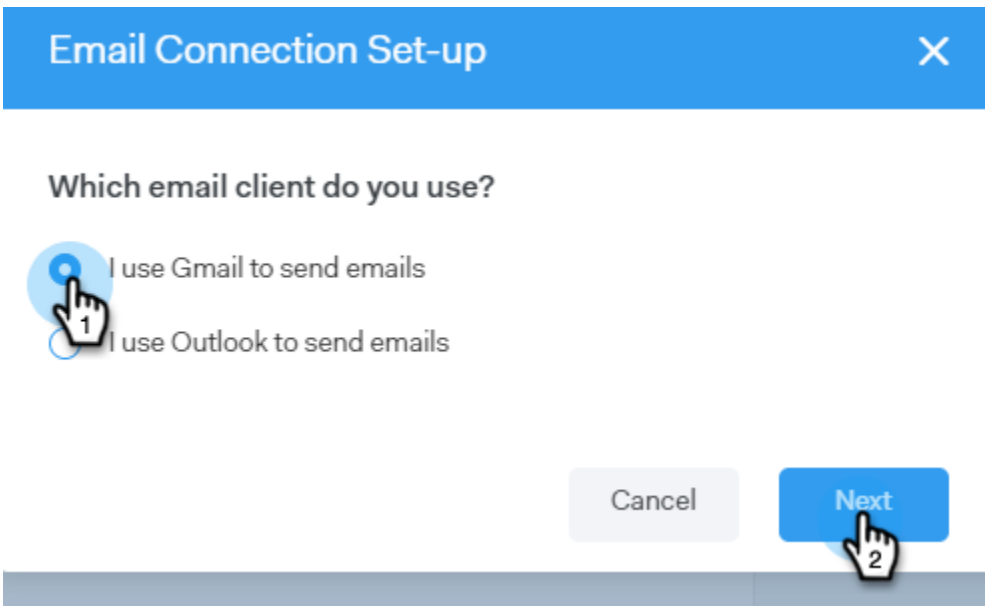 Email Connection Set-up
Which email client do you use?
I use Gmail to send emails
1
I use Outlook to send emails
Cancel
Next
2